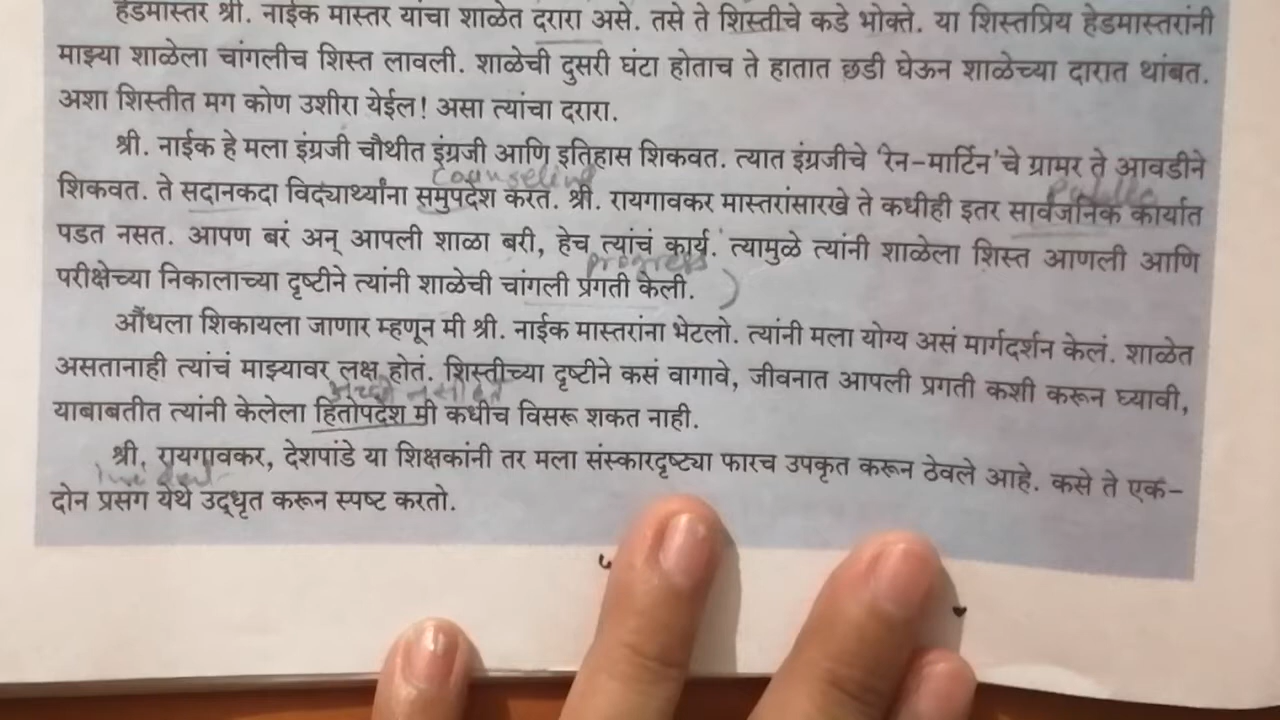 हेडमास्तर श्री. नाईक मास्तर यांचा शाळेत दरारा असे. तसे ते शिस्तीचे कडे भोक्ते. या शिस्तप्रिय हेडमास्तरांनी
माझ्या शाळेला चांगलीच शिस्त लावली. शाळेची दुसरी घंटा होताच ते हातात छडी घेऊन शाळेच्या दारात थांबत.
अशा शिस्तीत मग कोण उशीरा येईल! असा त्यांचा दरारा.
श्री. नाईक हे मला इंग्रजी चौथीत इंग्रजी आणि इतिहास शिकवत. त्यात इंग्रजीचे 'रेन-मार्टिन'चे ग्रामर ते आवडीने
counseling
शिकवत. ते सदानकदा विद्यार्थ्यांना समुपदेश करत. श्री. रायगावकर मास्तरांसारखे ते कधीही इतर सार्वजनिक कार्यात
पडत नसत. आपण बरं अन् आपली शाळा बरी, हेच त्यांचं कार्य. त्यामुळे त्यांनी शाळेला शिस्त आणली आणि
progress
परीक्षेच्या निकालाच्या दृष्टीने त्यांनी शाळेची चांगली प्रगती केली.
औंधला शिकायला जाणार म्हणून मी श्री. नाईक मास्तरांना भेटलो. त्यांनी मला योग्य असं मार्गदर्शन केलं. शाळेत
असतानाही त्यांचं माझ्यावर लक्ष होतं. शिस्तीच्या दृष्टीने कसं वागावे, जीवनात आपली प्रगती कशी करून घ्यावी,
याबाबतीत त्यांनी केलेला हितोपदेश मी कधीच विसरू शकत नाही.
श्री. रायगावकर, देशपांडे या शिक्षकांनी तर मला संस्कारदृष्ट्या फारच उपकृत करून ठेवले आहे. कसे ते एक-
दोन प्रसंग येथे उद्धृत करून स्पष्ट करतो.